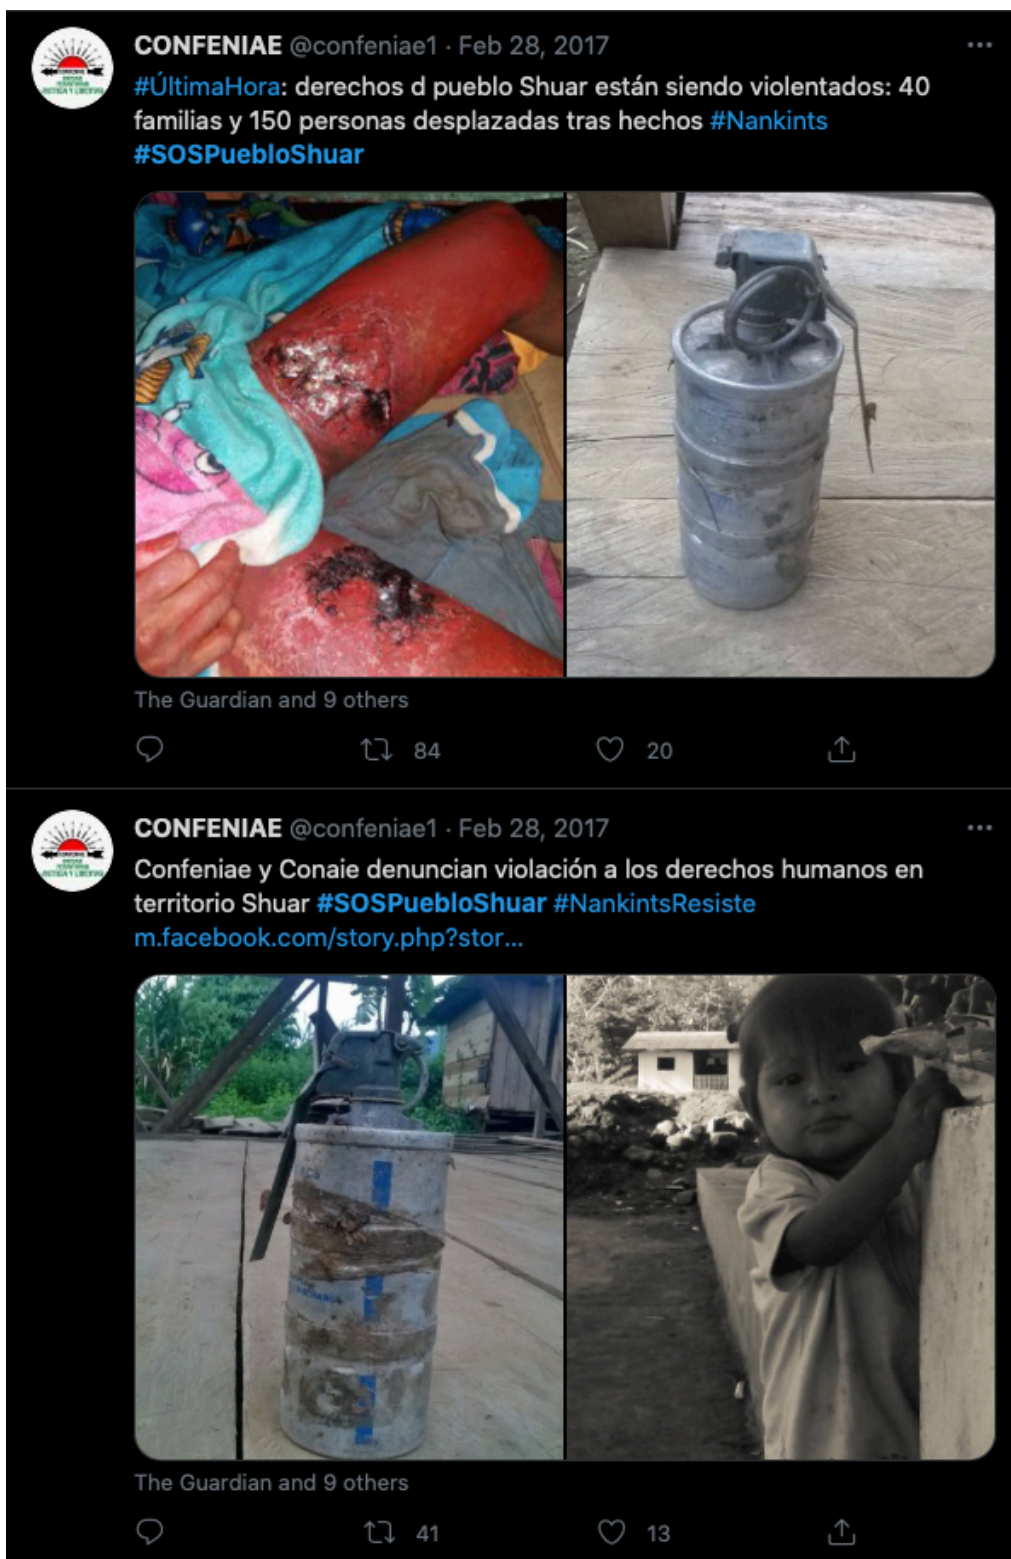 CONFENIAE @confeniae1 · Feb 28, 2017
#ÚltimaHora: derechos d pueblo Shuar están siendo violentados: 40
familias y 150 personas desplazadas tras hechos #Nankints
#SOSPuebloShuar
The Guardian and 9 others
84
20
CONFENIAE @confeniae1 · Feb 28, 2017
Confeniae y Conaie denuncian violación a los derechos humanos en
territorio Shuar #SOSPuebloShuar #NankintsResiste
m.facebook.com/story.php?stor...
The Guardian and 9 others
41
13